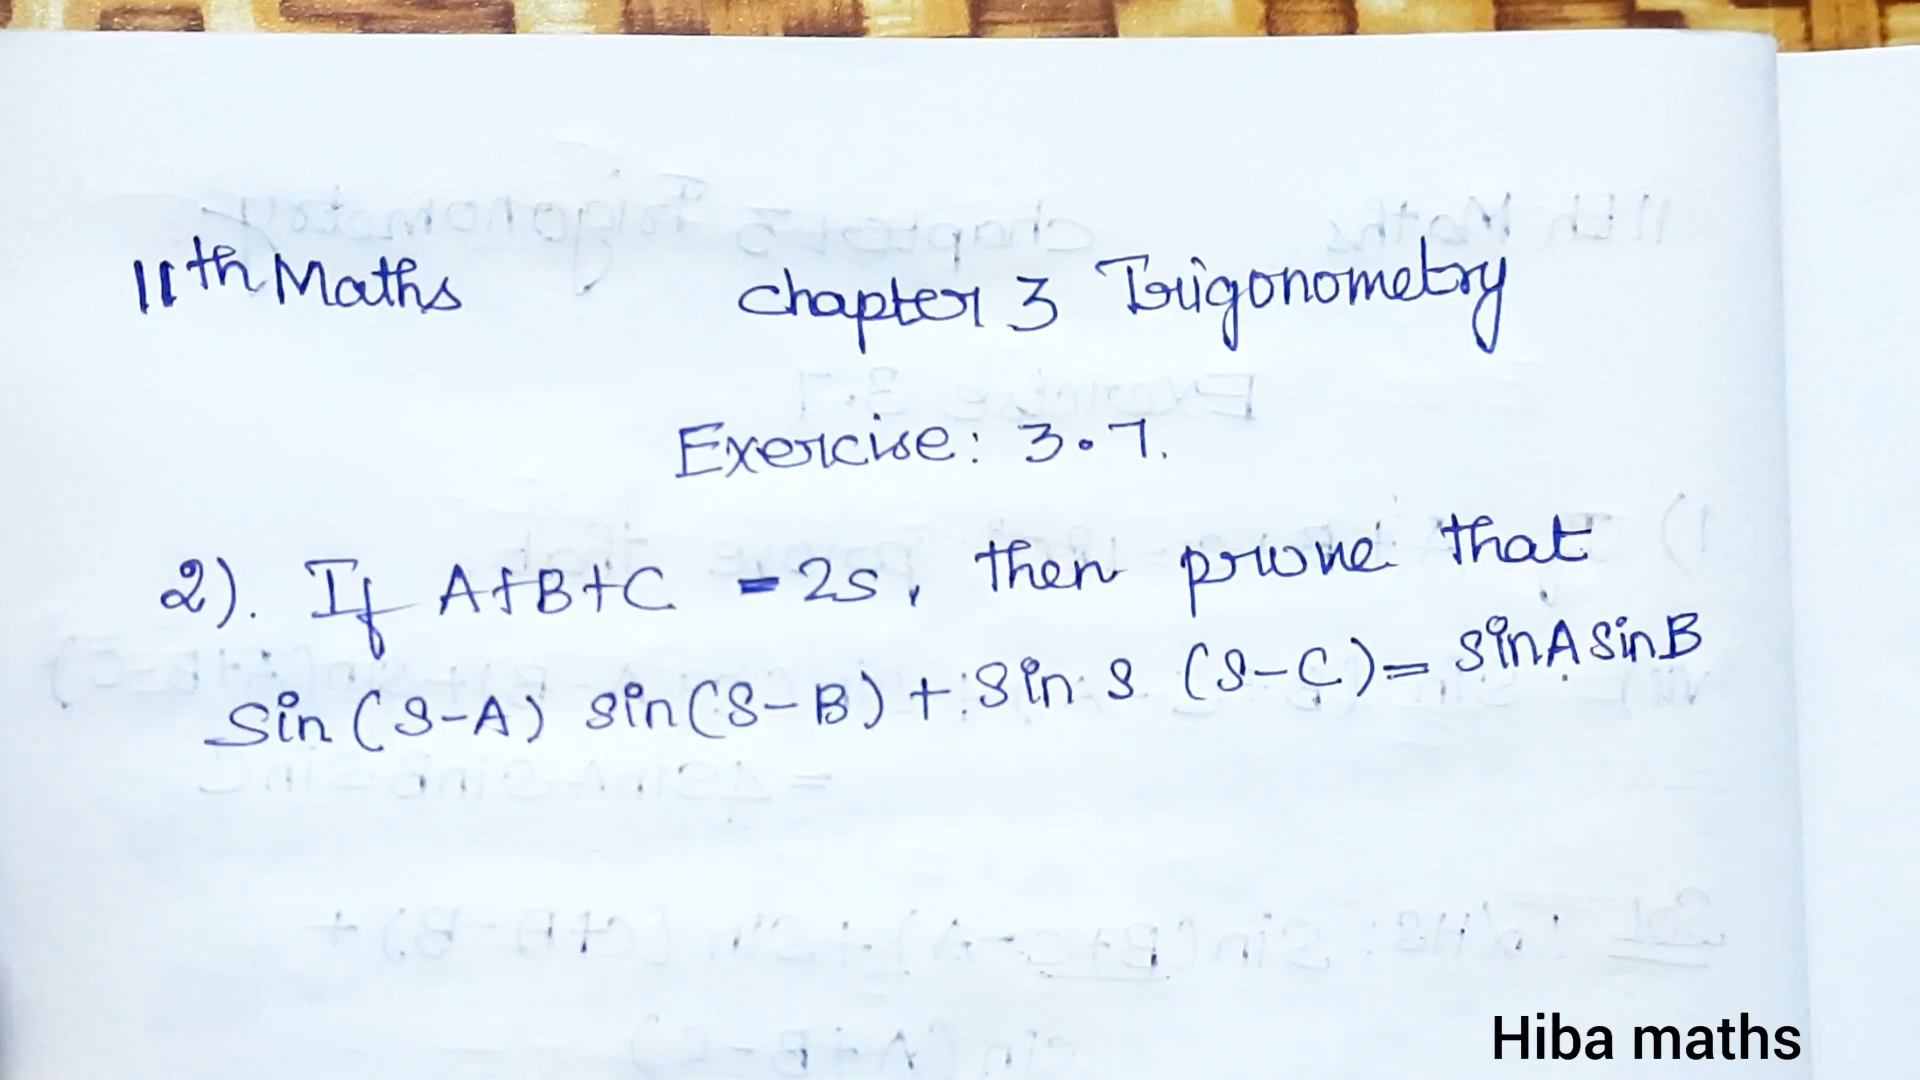 11th Maths chapter 3 Trigonometry
Exercise: 3.7.
2). If A+B+C = 2s, then prove that
Sin (S-A) sin (S-B) + sin s (S-C) = sinA sinB
Hiba maths